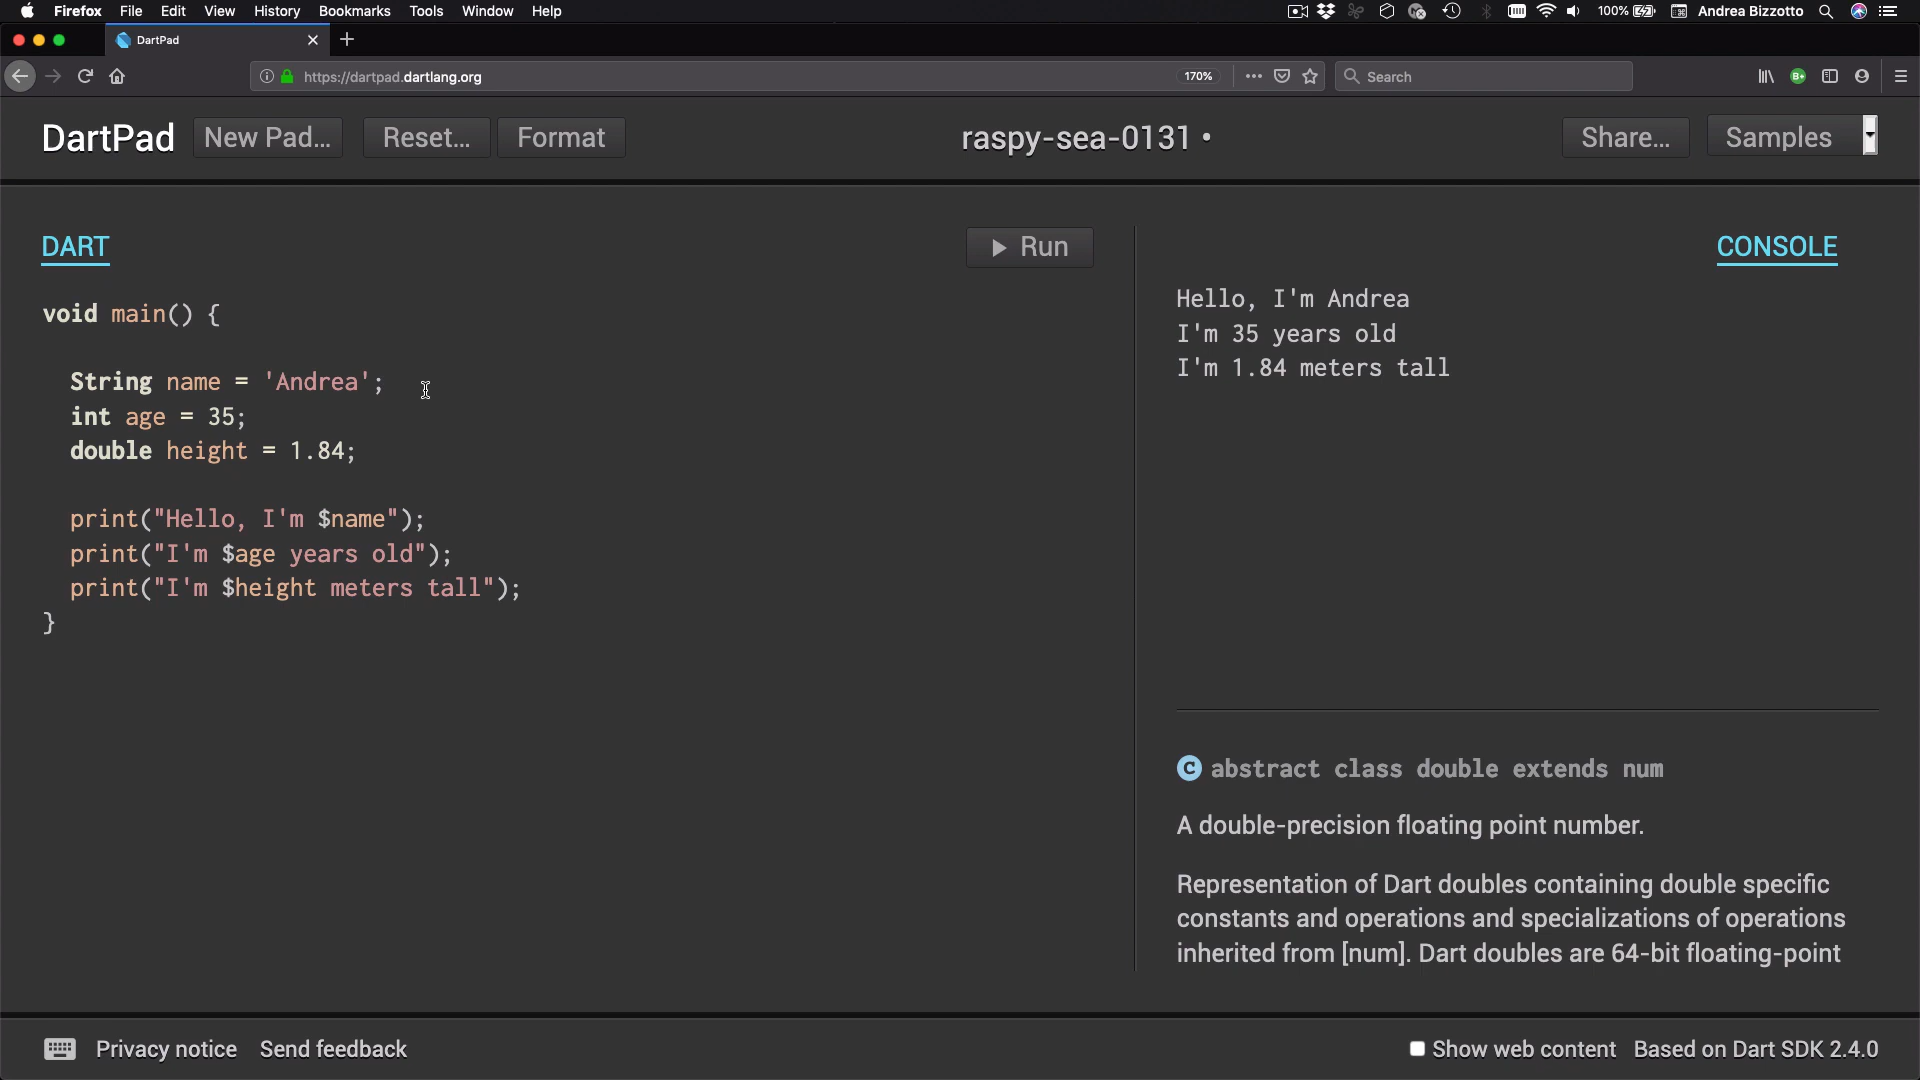 Firefox File Edit View History Bookmarks Tools Window Help 100% Andrea Bizzotto
DartPad
https://dartpad.dartlang.org 170% Search
DartPad New Pad... Reset... Format raspy-sea-0131 • Share... Samples
DART Run CONSOLE
void main() {
String name = 'Andrea';
int age = 35;
double height = 1.84;
print("Hello, I'm $name");
print("I'm $age years old");
print("I'm $height meters tall");
}
Hello, I'm Andrea
I'm 35 years old
I'm 1.84 meters tall
C abstract class double extends num
A double-precision floating point number.
Representation of Dart doubles containing double specific
constants and operations and specializations of operations
inherited from [num]. Dart doubles are 64-bit floating-point
Privacy notice Send feedback Show web content Based on Dart SDK 2.4.0